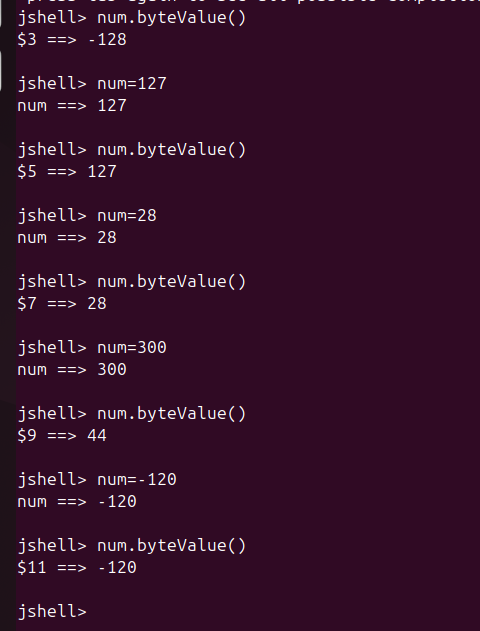 jshell> num.byteValue()
$3 ==> -128
jshell> num=127
num ==> 127
jshell> num.byteValue()
$5 ==> 127
jshell> num=28
num ==> 28
jshell> num.byteValue()
$7 ==> 28
jshell> num=300
num ==> 300
jshell> num.byteValue()
$9 ==> 44
jshell> num=-120
num ==> -120
jshell> num.byteValue()
$11 ==> -120
jshell>